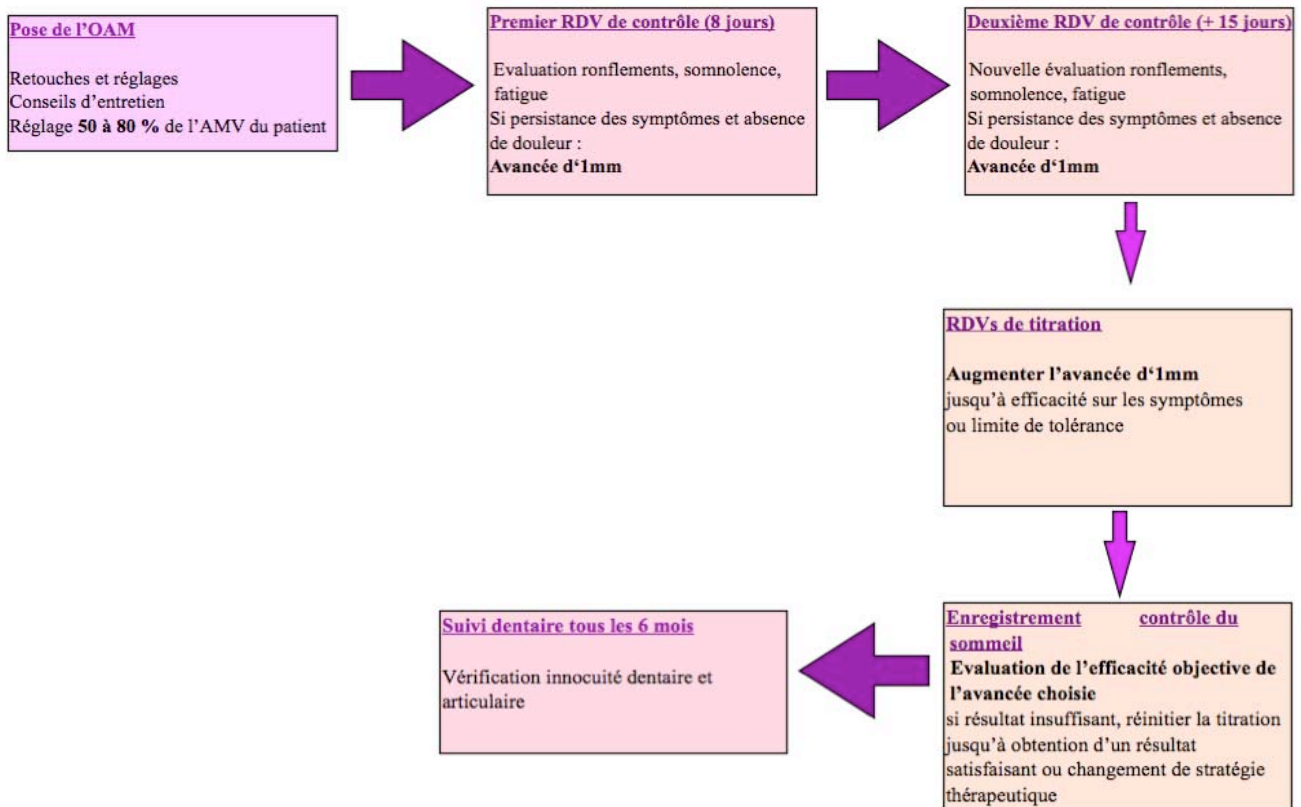 Pose de l'OAM
Retouches et réglages
Conseils d'entretien
Réglage 50 à 80 % de l'AMV du patient
Premier RDV de contrôle (8 jours)
Evaluation ronflements, somnolence,
fatigue
Si persistance des symptômes et absence
de douleur :
Avancée d‘1mm
Deuxième RDV de contrôle (+ 15 jours)
Nouvelle évaluation ronflements,
somnolence, fatigue
Si persistance des symptômes et absence
de douleur :
Avancée d‘1mm
RDVs de titration
Augmenter l'avancée d‘1mm
jusqu'à efficacité sur les symptômes
ou limite de tolérance
Enregistrement contrôle du
sommeil
Evaluation de l'efficacité objective de
l'avancée choisie
si résultat insuffisant, réinitier la titration
jusqu'à obtention d'un résultat
satisfaisant ou changement de stratégie
thérapeutique
Suivi dentaire tous les 6 mois
Vérification innocuité dentaire et
articulaire